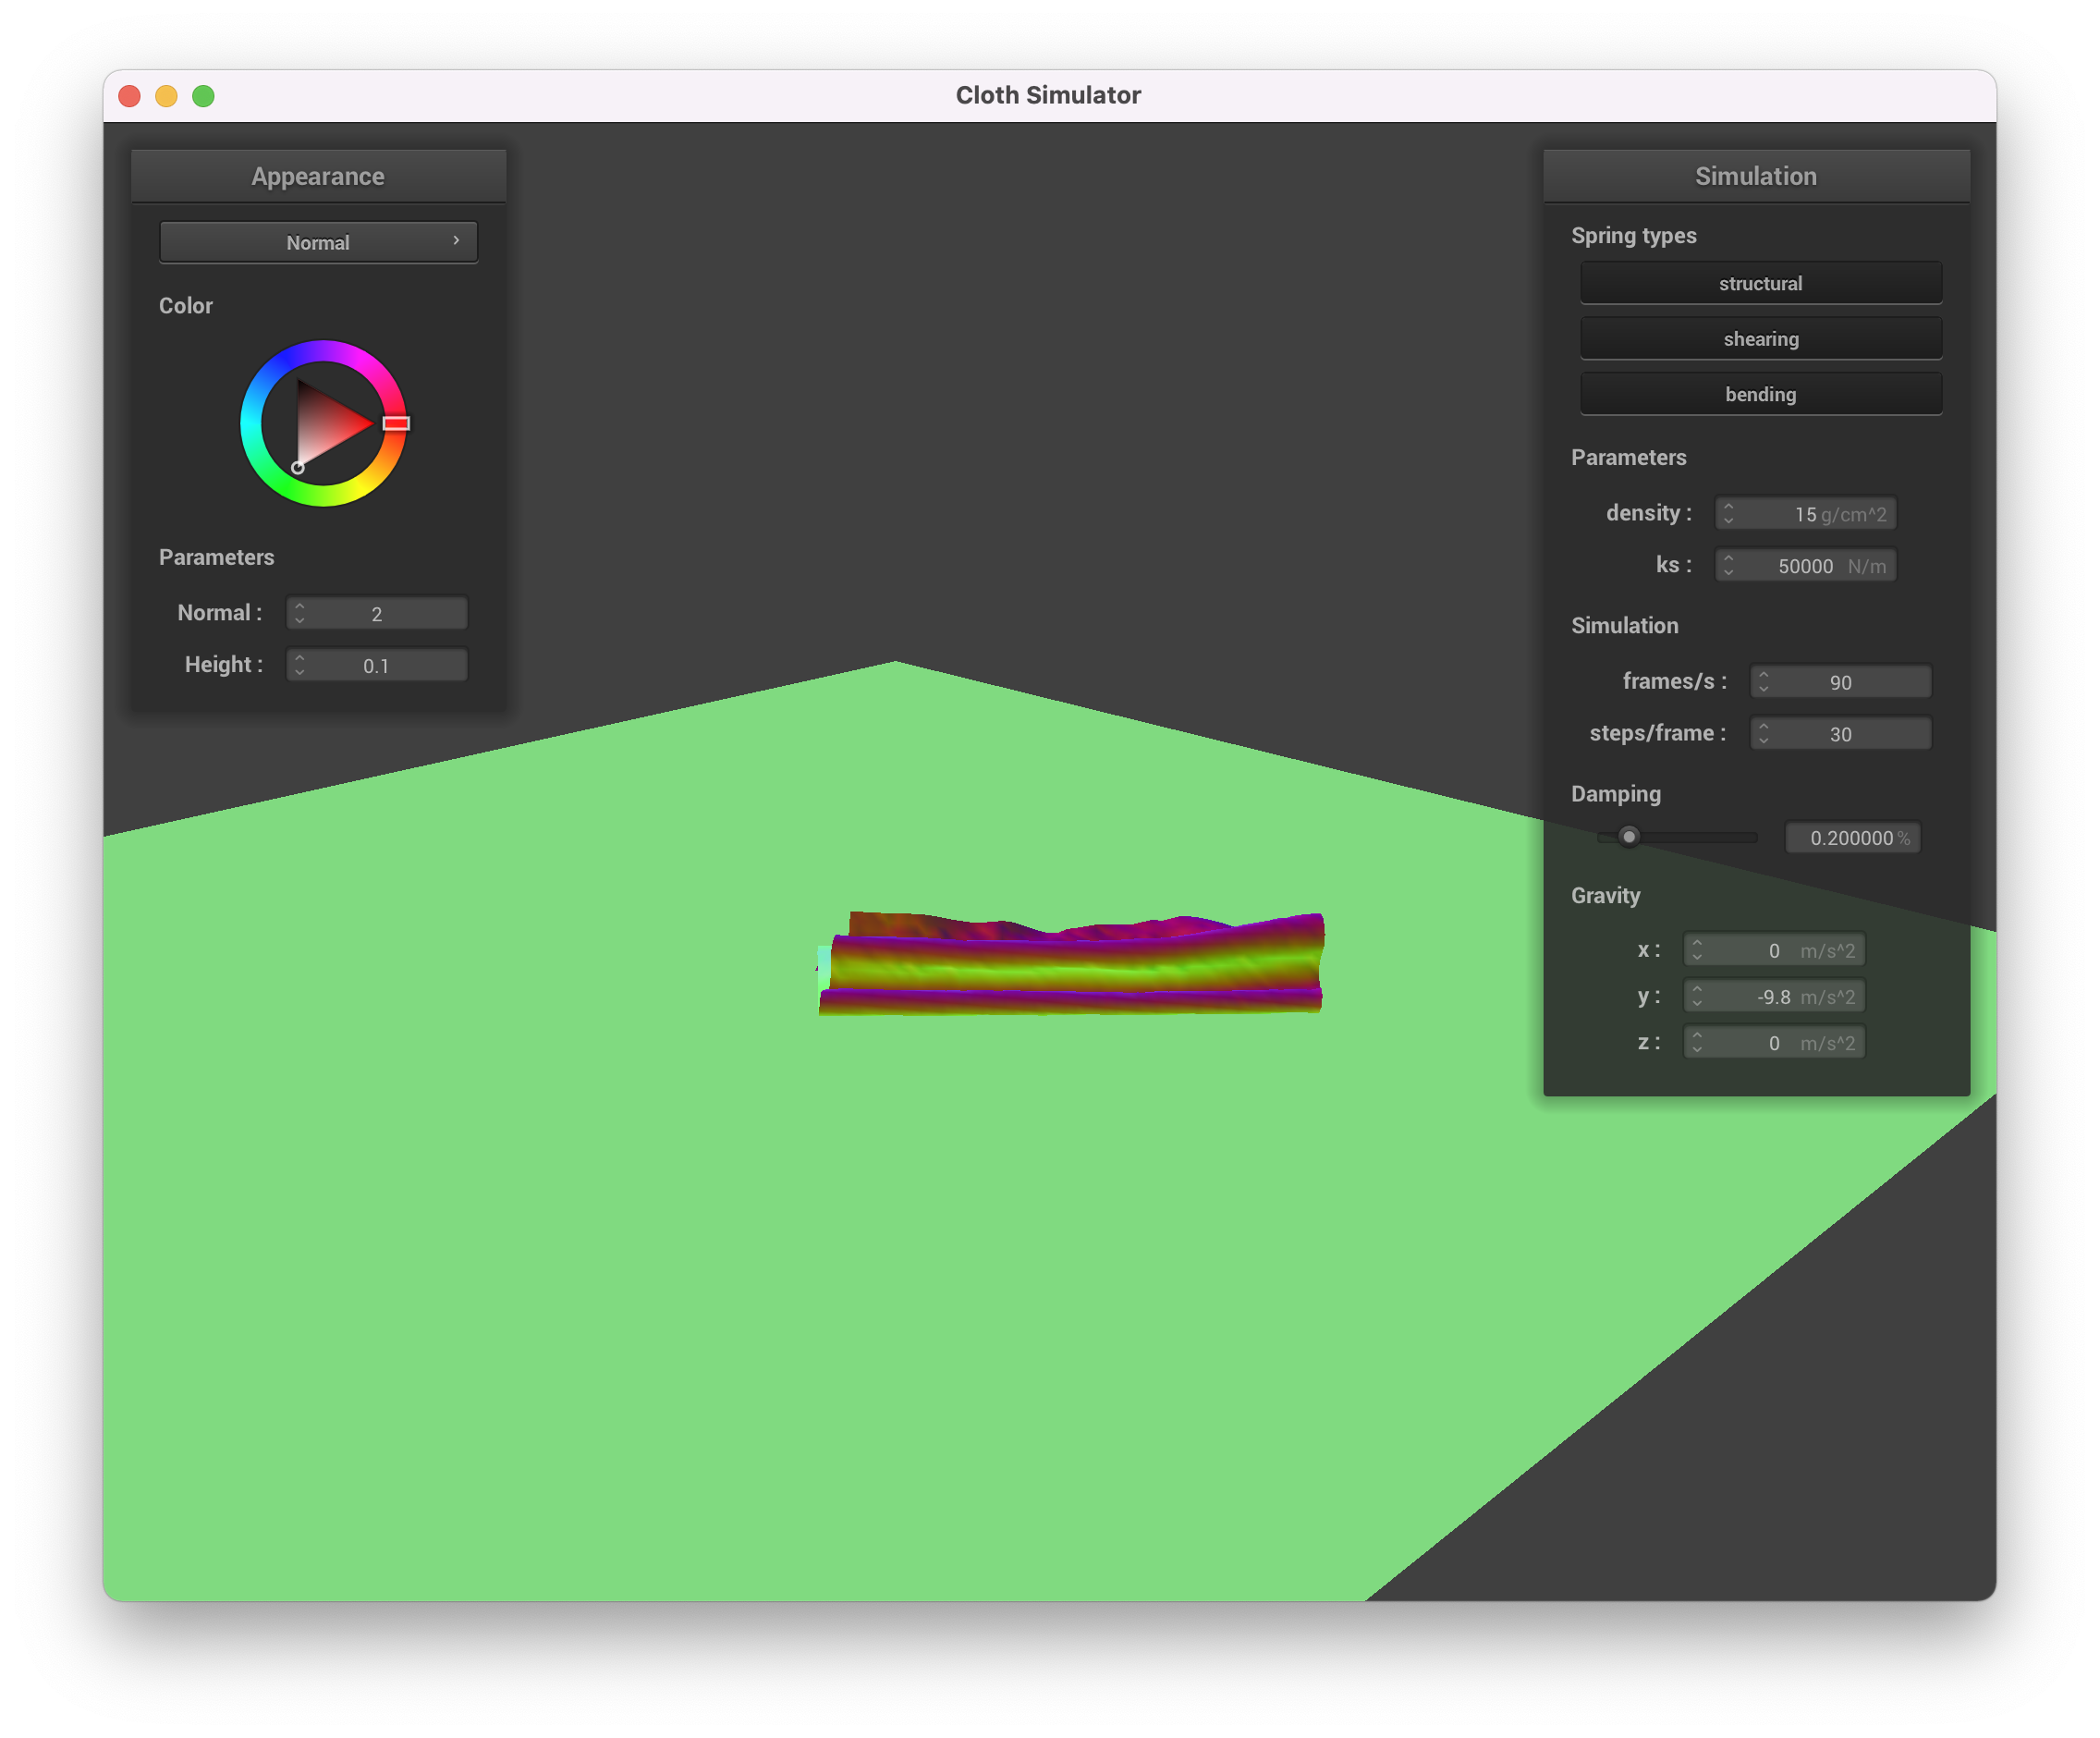 Cloth Simulator
Appearance
Normal
Color
Parameters
Normal : 2
Height : 0.1
Simulation
Spring types
structural
shearing
bending
Parameters
density : 15 g/cm^2
ks : 50000 N/m
Simulation
frames/s : 90
steps/frame : 30
Damping
0.200000 %
Gravity
x : 0 m/s^2
y : -9.8 m/s^2
z : 0 m/s^2